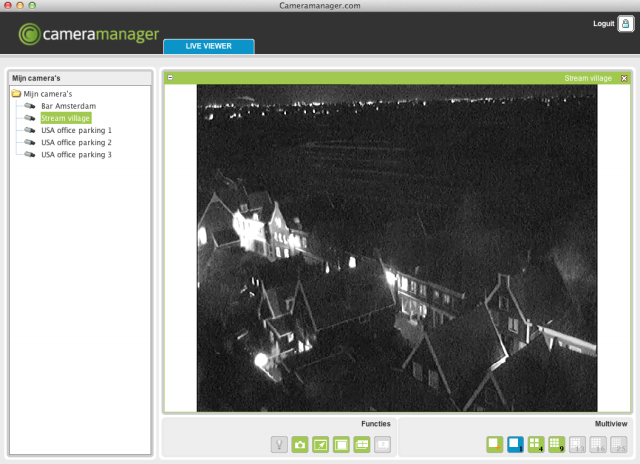 Cameramanager.com
cameramanager
LIVE VIEWER
Loguit
Mijn camera's
Mijn camera's
Bar Amsterdam
Stream village
USA office parking 1
USA office parking 2
USA office parking 3
Stream village
Functies
Multiview
1
4
9